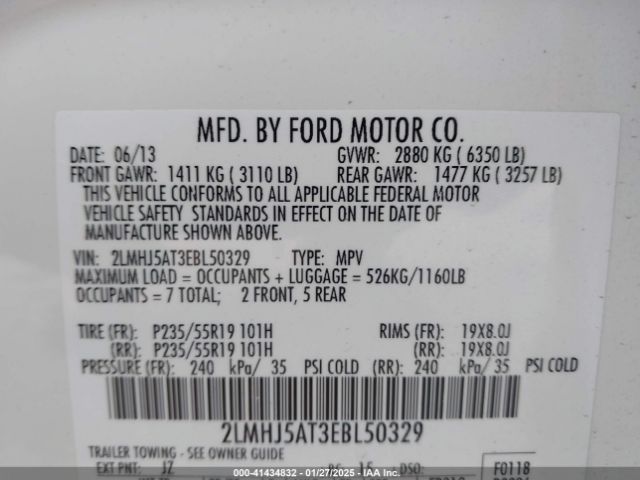 MFD. BY FORD MOTOR CO.
DATE: 06/13 GVWR: 2880 KG ( 6350 LB)
FRONT GAWR: 1411 KG ( 3110 LB) REAR GAWR: 1477 KG ( 3257 LB)
THIS VEHICLE CONFORMS TO ALL APPLICABLE FEDERAL MOTOR
VEHICLE SAFETY STANDARDS IN EFFECT ON THE DATE OF
MANUFACTURE SHOWN ABOVE.
VIN: 2LMHJ5AT3EBL50329 TYPE: MPV
MAXIMUM LOAD = OCCUPANTS + LUGGAGE = 526KG/1160LB
OCCUPANTS = 7 TOTAL; 2 FRONT, 5 REAR
TIRE (FR): P235/55R19 101H RIMS (FR): 19X8.0J
(RR): P235/55R19 101H (RR): 19X8.0J
PRESSURE (FR): 240 kPa/ 35 PSI COLD (RR): 240 kPa/ 35 PSI COLD
2LMHJ5AT3EBL50329
TRAILER TOWING - SEE OWNER GUIDE
EXT PNT: JZ DSO: F0118
000-41434832 - 01/27/2025 - IAA Inc.